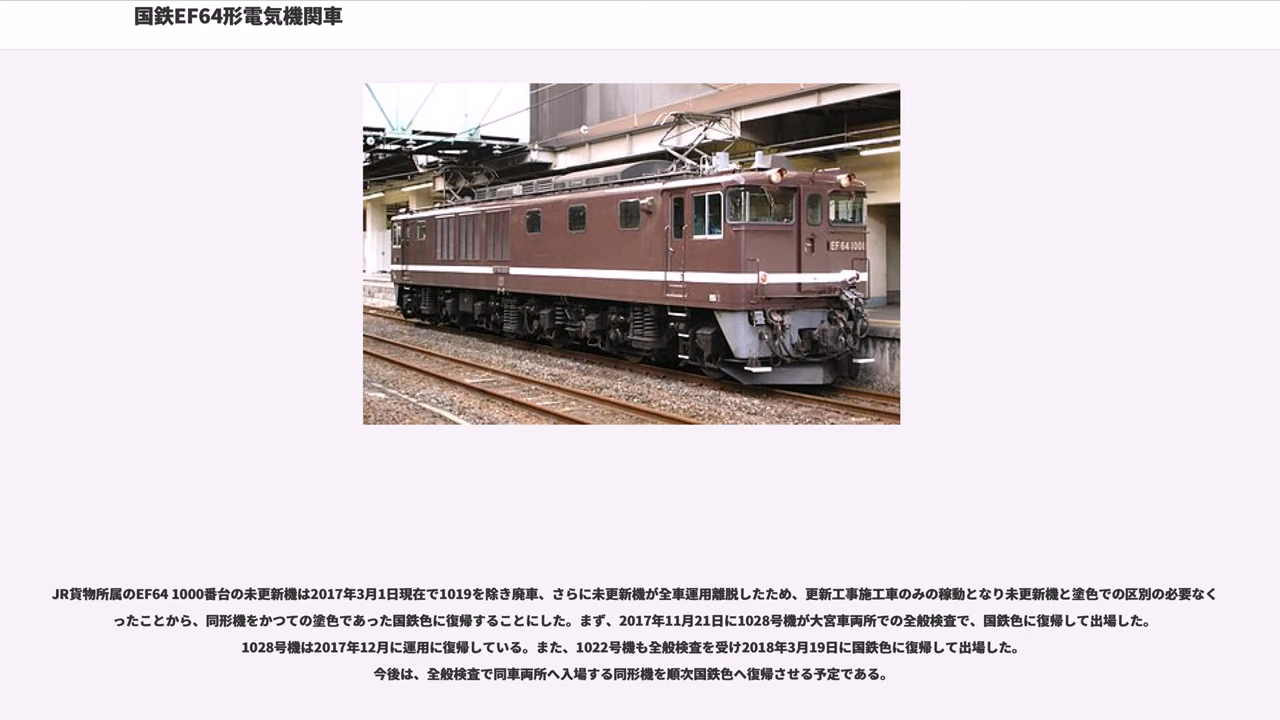 国鉄EF64形電気機関車
EF64 1001
JR貨物所属のEF64 1000番台の未更新機は2017年3月1日現在で1019を除き廃車、さらに未更新機が全車運用離脱したため、更新工事施工車のみの稼動となり未更新機と塗色での区別の必要なく
ったことから、同形機をかつての塗色であった国鉄色に復帰することにした。まず、2017年11月21日に1028号機が大宮車両所での全般検査で、国鉄色に復帰して出場した。
1028号機は2017年12月に運用に復帰している。また、1022号機も全般検査を受け2018年3月19日に国鉄色に復帰して出場した。
今後は、全般検査で同車両所へ入場する同形機を順次国鉄色へ復帰させる予定である。